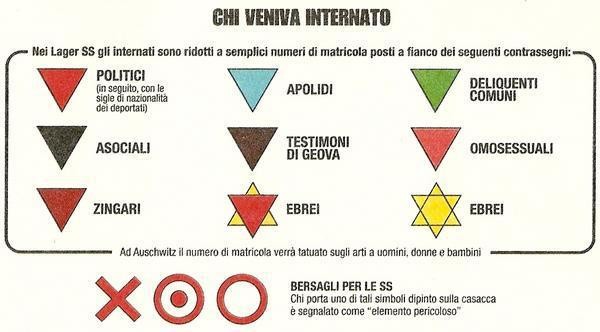 CHI VENIVA INTERNATO
Nei Lager SS gli internati sono ridotti a semplici numeri di matricola posti a fianco dei seguenti contrassegni:
POLITICI
(in seguito, con le
sigle di nazionalità
dei deportati)
APOLIDI
DELIQUENTI
COMUNI
ASOCIALI
TESTIMONI
DI GEOVA
OMOSESSUALI
ZINGARI
EBREI
EBREI
Ad Auschwitz il numero di matricola verrà tatuato sugli arti a uomini, donne e bambini
BERSAGLI PER LE SS
Chi porta uno di tali simboli dipinto sulla casacca
è segnalato come "elemento pericoloso"